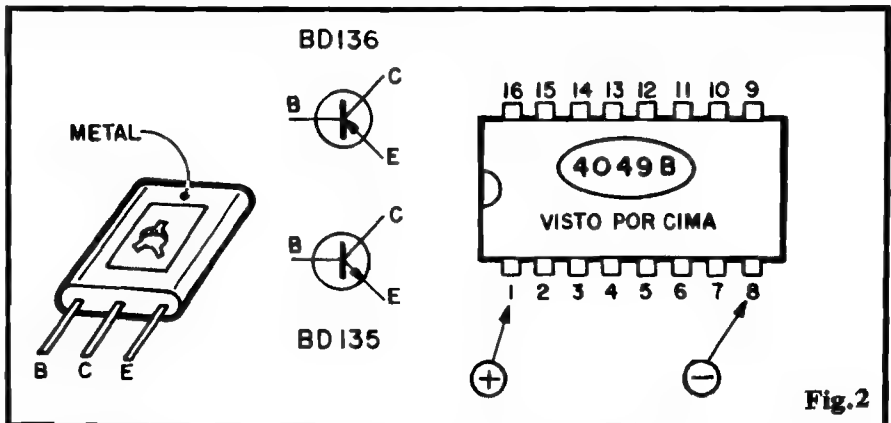 BD136
C
B
E
METAL
B C E
C
B
E
BD135
16 15 14 13 12 11 10 9
4049B
VISTO POR CIMA
1 2 3 4 5 6 7 8
+ −
Fig.2